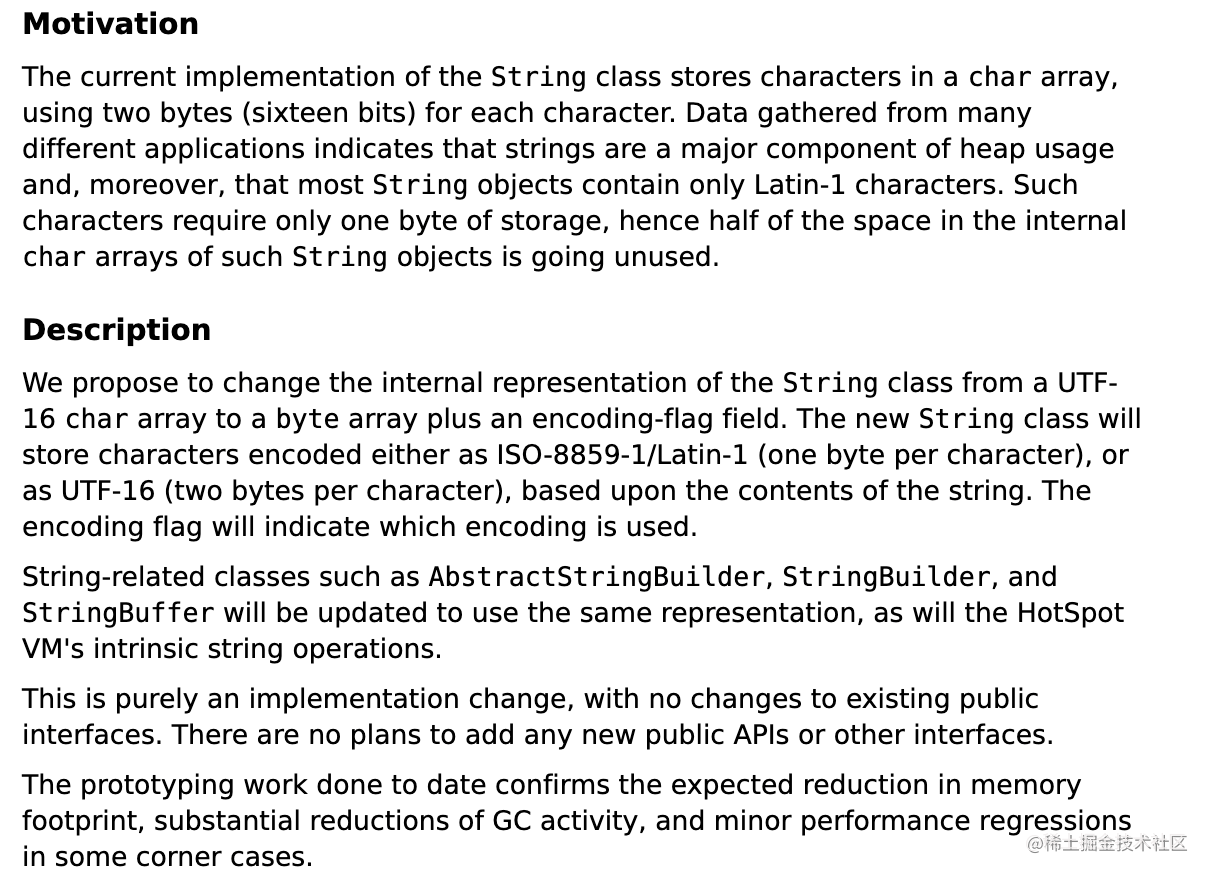 Motivation
The current implementation of the String class stores characters in a char array,
using two bytes (sixteen bits) for each character. Data gathered from many
different applications indicates that strings are a major component of heap usage
and, moreover, that most String objects contain only Latin-1 characters. Such
characters require only one byte of storage, hence half of the space in the internal
char arrays of such String objects is going unused.
Description
We propose to change the internal representation of the String class from a UTF-
16 char array to a byte array plus an encoding-flag field. The new String class will
store characters encoded either as ISO-8859-1/Latin-1 (one byte per character), or
as UTF-16 (two bytes per character), based upon the contents of the string. The
encoding flag will indicate which encoding is used.
String-related classes such as AbstractStringBuilder, StringBuilder, and
StringBuffer will be updated to use the same representation, as will the HotSpot
VM's intrinsic string operations.
This is purely an implementation change, with no changes to existing public
interfaces. There are no plans to add any new public APIs or other interfaces.
The prototyping work done to date confirms the expected reduction in memory
footprint, substantial reductions of GC activity, and minor performance regressions
in some corner cases.
@稀土掘金技术社区